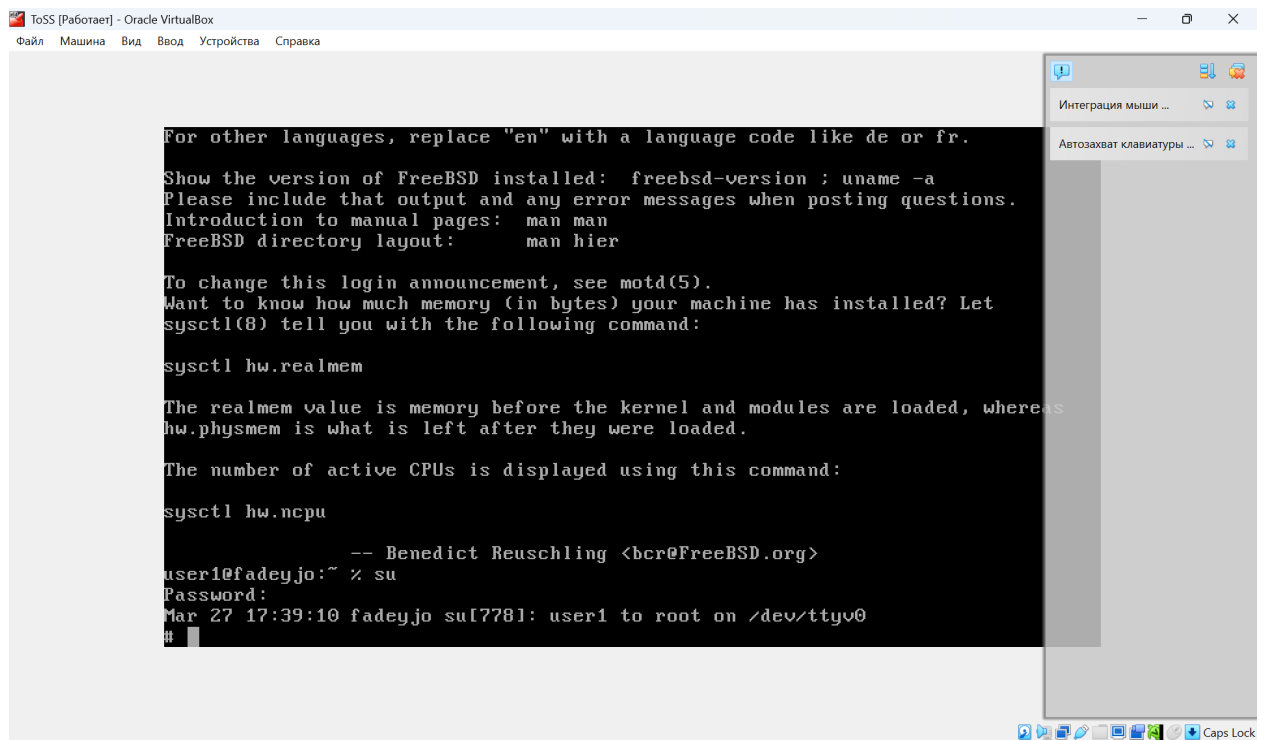 ToSS [Работает] - Oracle VirtualBox
Файл Машина Вид Ввод Устройства Справка
Интеграция мыши ...
Автозахват клавиатуры ...
For other languages, replace "en" with a language code like de or fr.
Show the version of FreeBSD installed:  freebsd-version ; uname -a
Please include that output and any error messages when posting questions.
Introduction to manual pages:  man man
FreeBSD directory layout:      man hier
To change this login announcement, see motd(5).
Want to know how much memory (in bytes) your machine has installed? Let
sysctl(8) tell you with the following command:
sysctl hw.realmem
The realmem value is memory before the kernel and modules are loaded, whereas
hw.physmem is what is left after they were loaded.
The number of active CPUs is displayed using this command:
sysctl hw.ncpu
-- Benedict Reuschling <bcr@FreeBSD.org>
user1@fadeyjo:~ % su
Password:
Mar 27 17:39:10 fadeyjo su[778]: user1 to root on /dev/ttyv0
#
Caps Lock